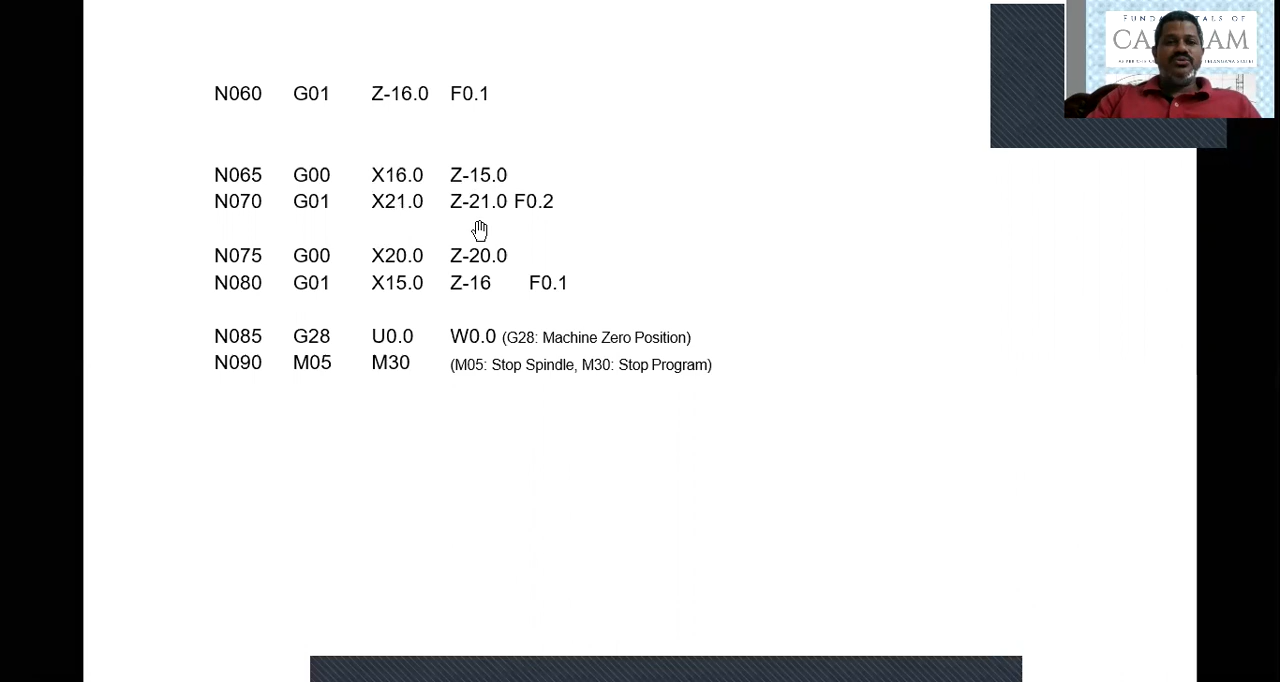 FUNDAMENTALS OF
N060 G01 Z-16.0 F0.1
N065 G00 X16.0 Z-15.0
N070 G01 X21.0 Z-21.0 F0.2
N075 G00 X20.0 Z-20.0
N080 G01 X15.0 Z-16 F0.1
N085 G28 U0.0 W0.0 (G28: Machine Zero Position)
N090 M05 M30 (M05: Stop Spindle, M30: Stop Program)